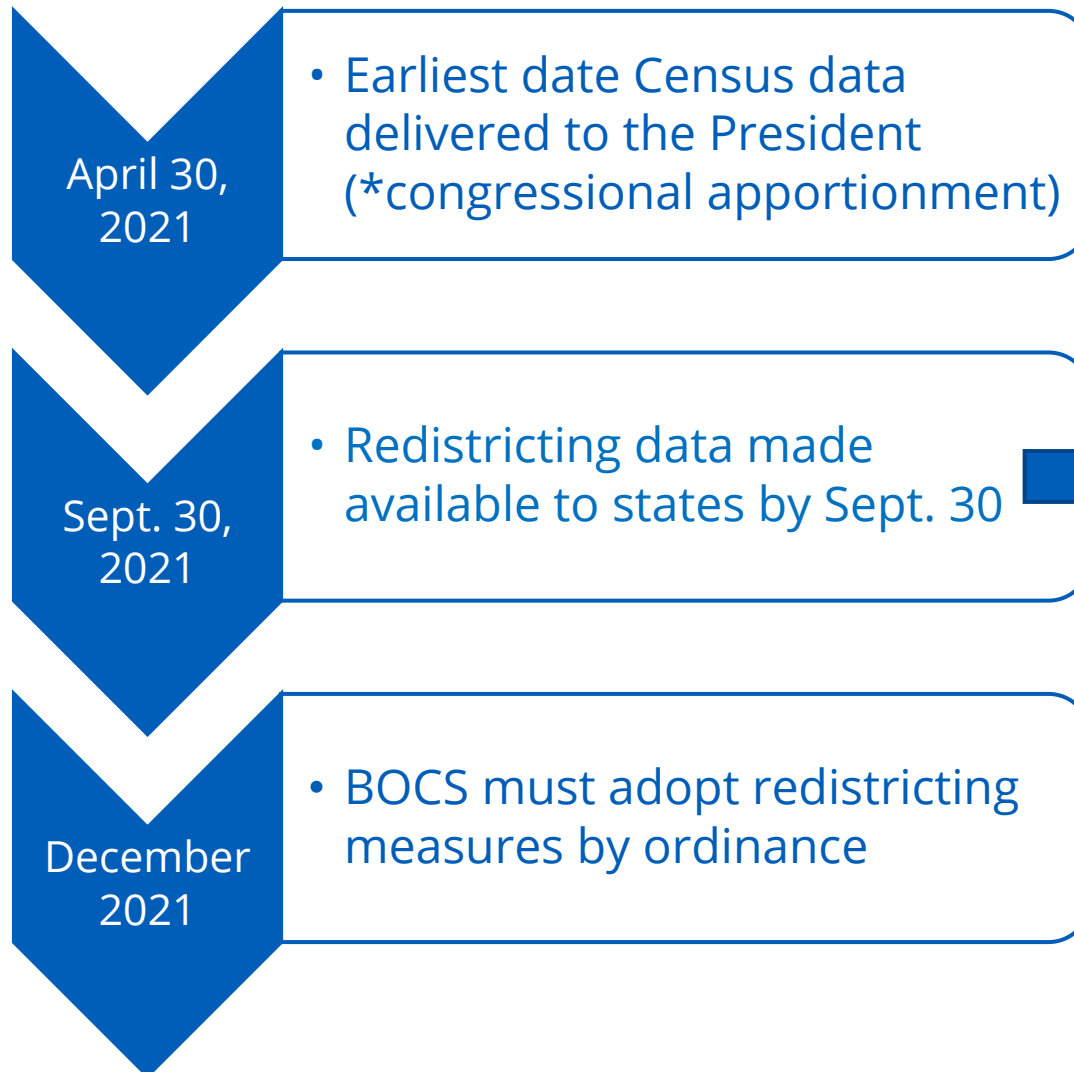 April 30,
2021
• Earliest date Census data
delivered to the President
(*congressional apportionment)
Sept. 30,
2021
• Redistricting data made
available to states by Sept. 30
December
2021
• BOCS must adopt redistricting
measures by ordinance